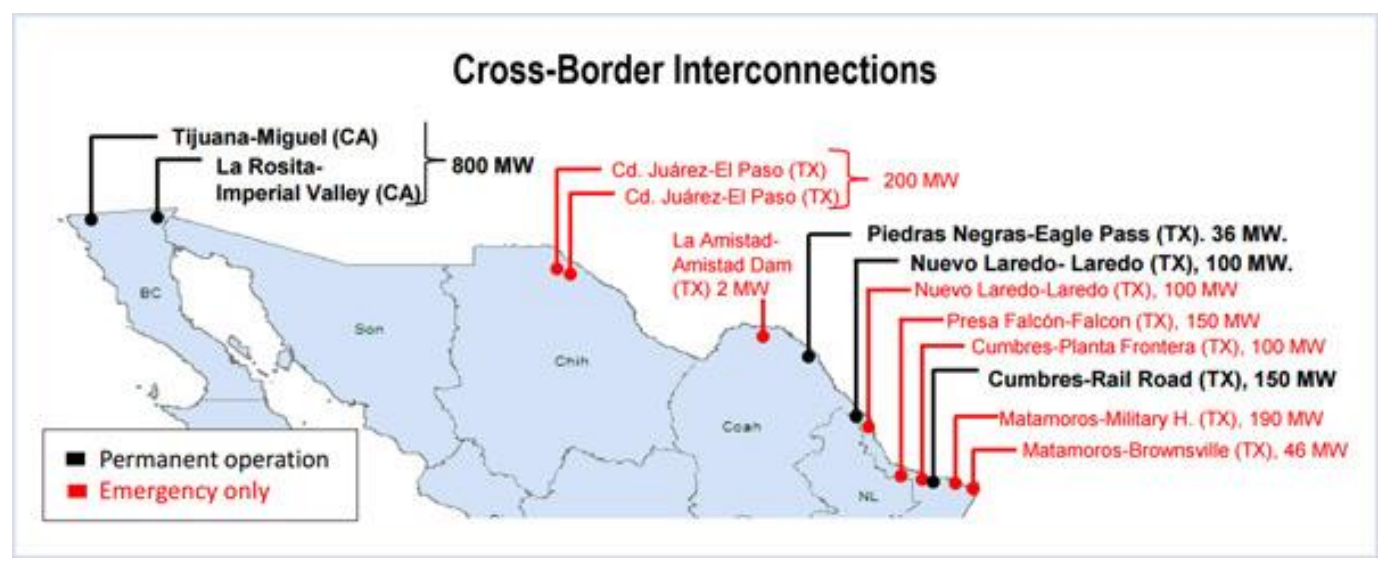 Cross-Border Interconnections
Tijuana-Miguel (CA)
La Rosita-
Imperial Valley (CA)
800 MW
Cd. Juárez-El Paso (TX)
Cd. Juárez-El Paso (TX)
200 MW
La Amistad-
Amistad Dam
(TX) 2 MW
Piedras Negras-Eagle Pass (TX). 36 MW.
Nuevo Laredo- Laredo (TX), 100 MW.
Nuevo Laredo-Laredo (TX), 100 MW
Presa Falcón-Falcon (TX), 150 MW
Cumbres-Planta Frontera (TX), 100 MW
Cumbres-Rail Road (TX), 150 MW
Matamoros-Military H. (TX), 190 MW
Matamoros-Brownsville (TX), 46 MW
BC
Son
Chih
Coah
NL
Permanent operation
Emergency only